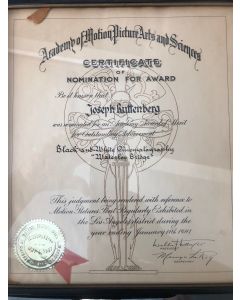 Academy of Motion Picture Arts and Sciences
CERTIFICATE
OF
NOMINATION FOR AWARD
Be it known that
Joseph Ruttenberg
was nominated for an Academy Award of Merit
for Outstanding Achievement
Black and White Cinematography
"Waterloo Bridge"
This judgment being rendered with reference to
Motion Pictures First Regularly Exhibited in
the Los Angeles district during the
year ending January 11th, 1941
PRESIDENT
SECRETARY